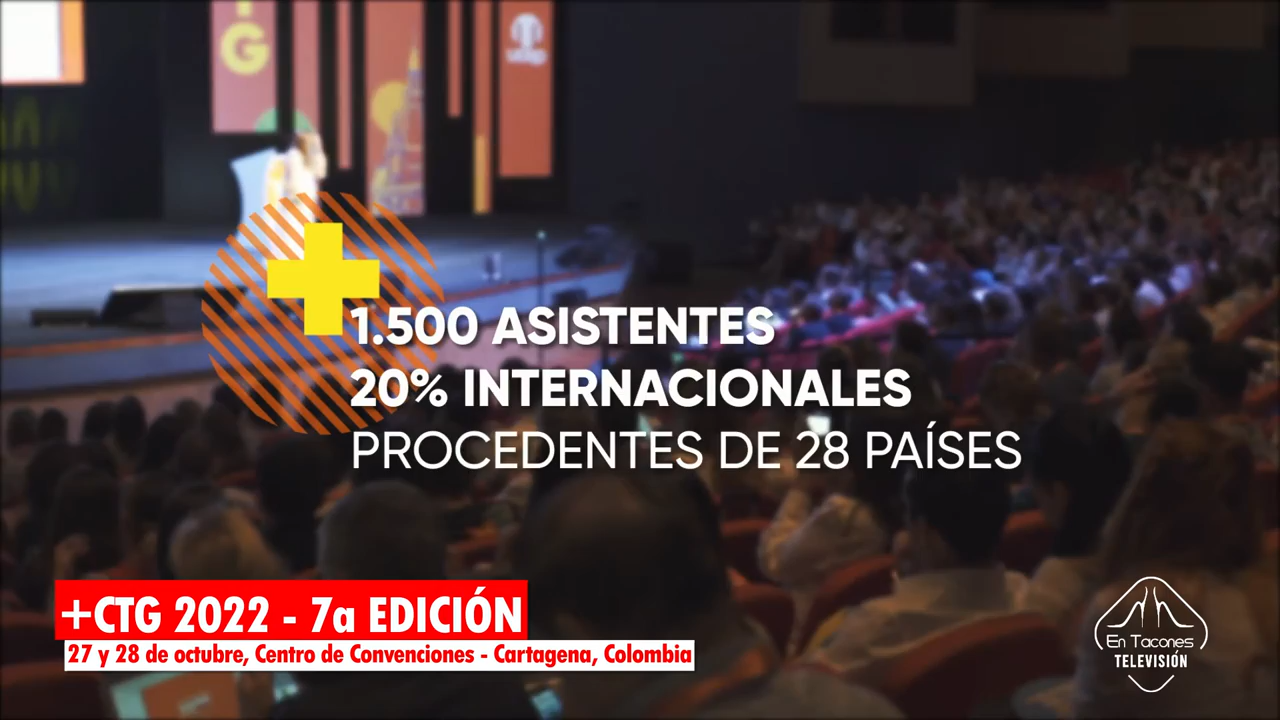 G
1.500 ASISTENTES
20% INTERNACIONALES
PROCEDENTES DE 28 PAÍSES
+CTG 2022 - 7a EDICIÓN
27 y 28 de octubre, Centro de Convenciones - Cartagena, Colombia
En Tacones
TELEVISIÓN